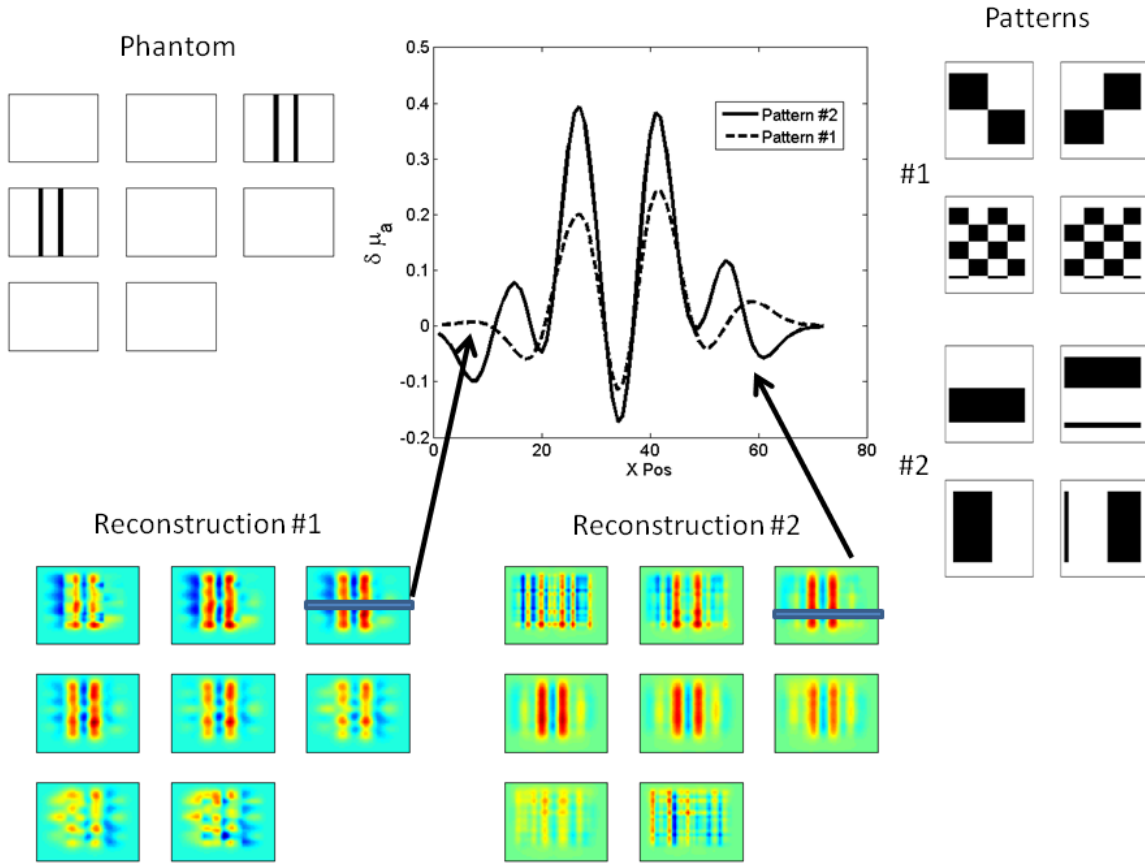 Phantom
Patterns
0.5
0.4
0.3
0.2
0.1
0
-0.1
-0.2
δ μa
0
20
40
60
80
X Pos
Pattern #2
Pattern #1
#1
#2
Reconstruction #1
Reconstruction #2